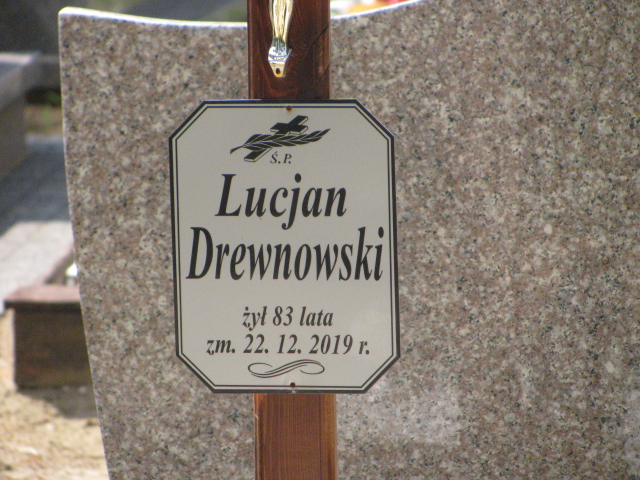 Ś.P.
Lucjan
Drewnowski
żył 83 lata
zm. 22. 12. 2019 r.